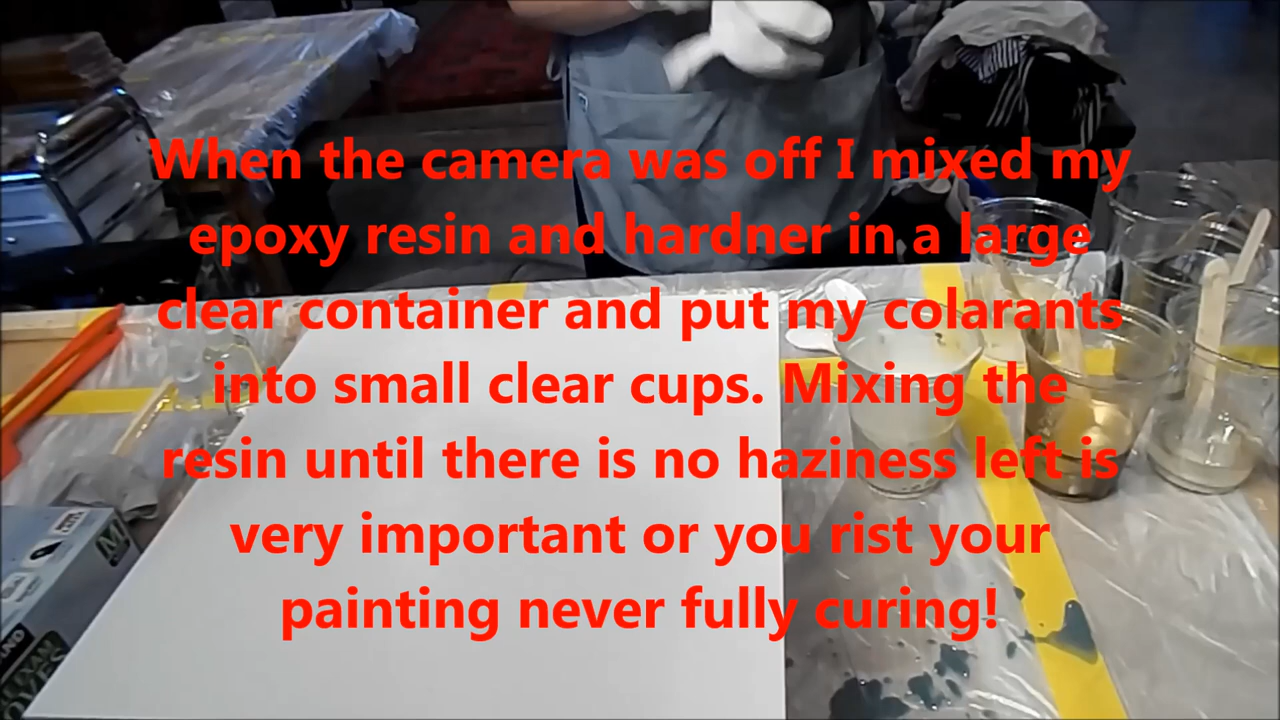 When the camera was off I mixed my
epoxy resin and hardner in a large
clear container and put my colarants
into small clear cups. Mixing the
resin until there is no haziness left is
very important or you rist your
painting never fully curing!
M